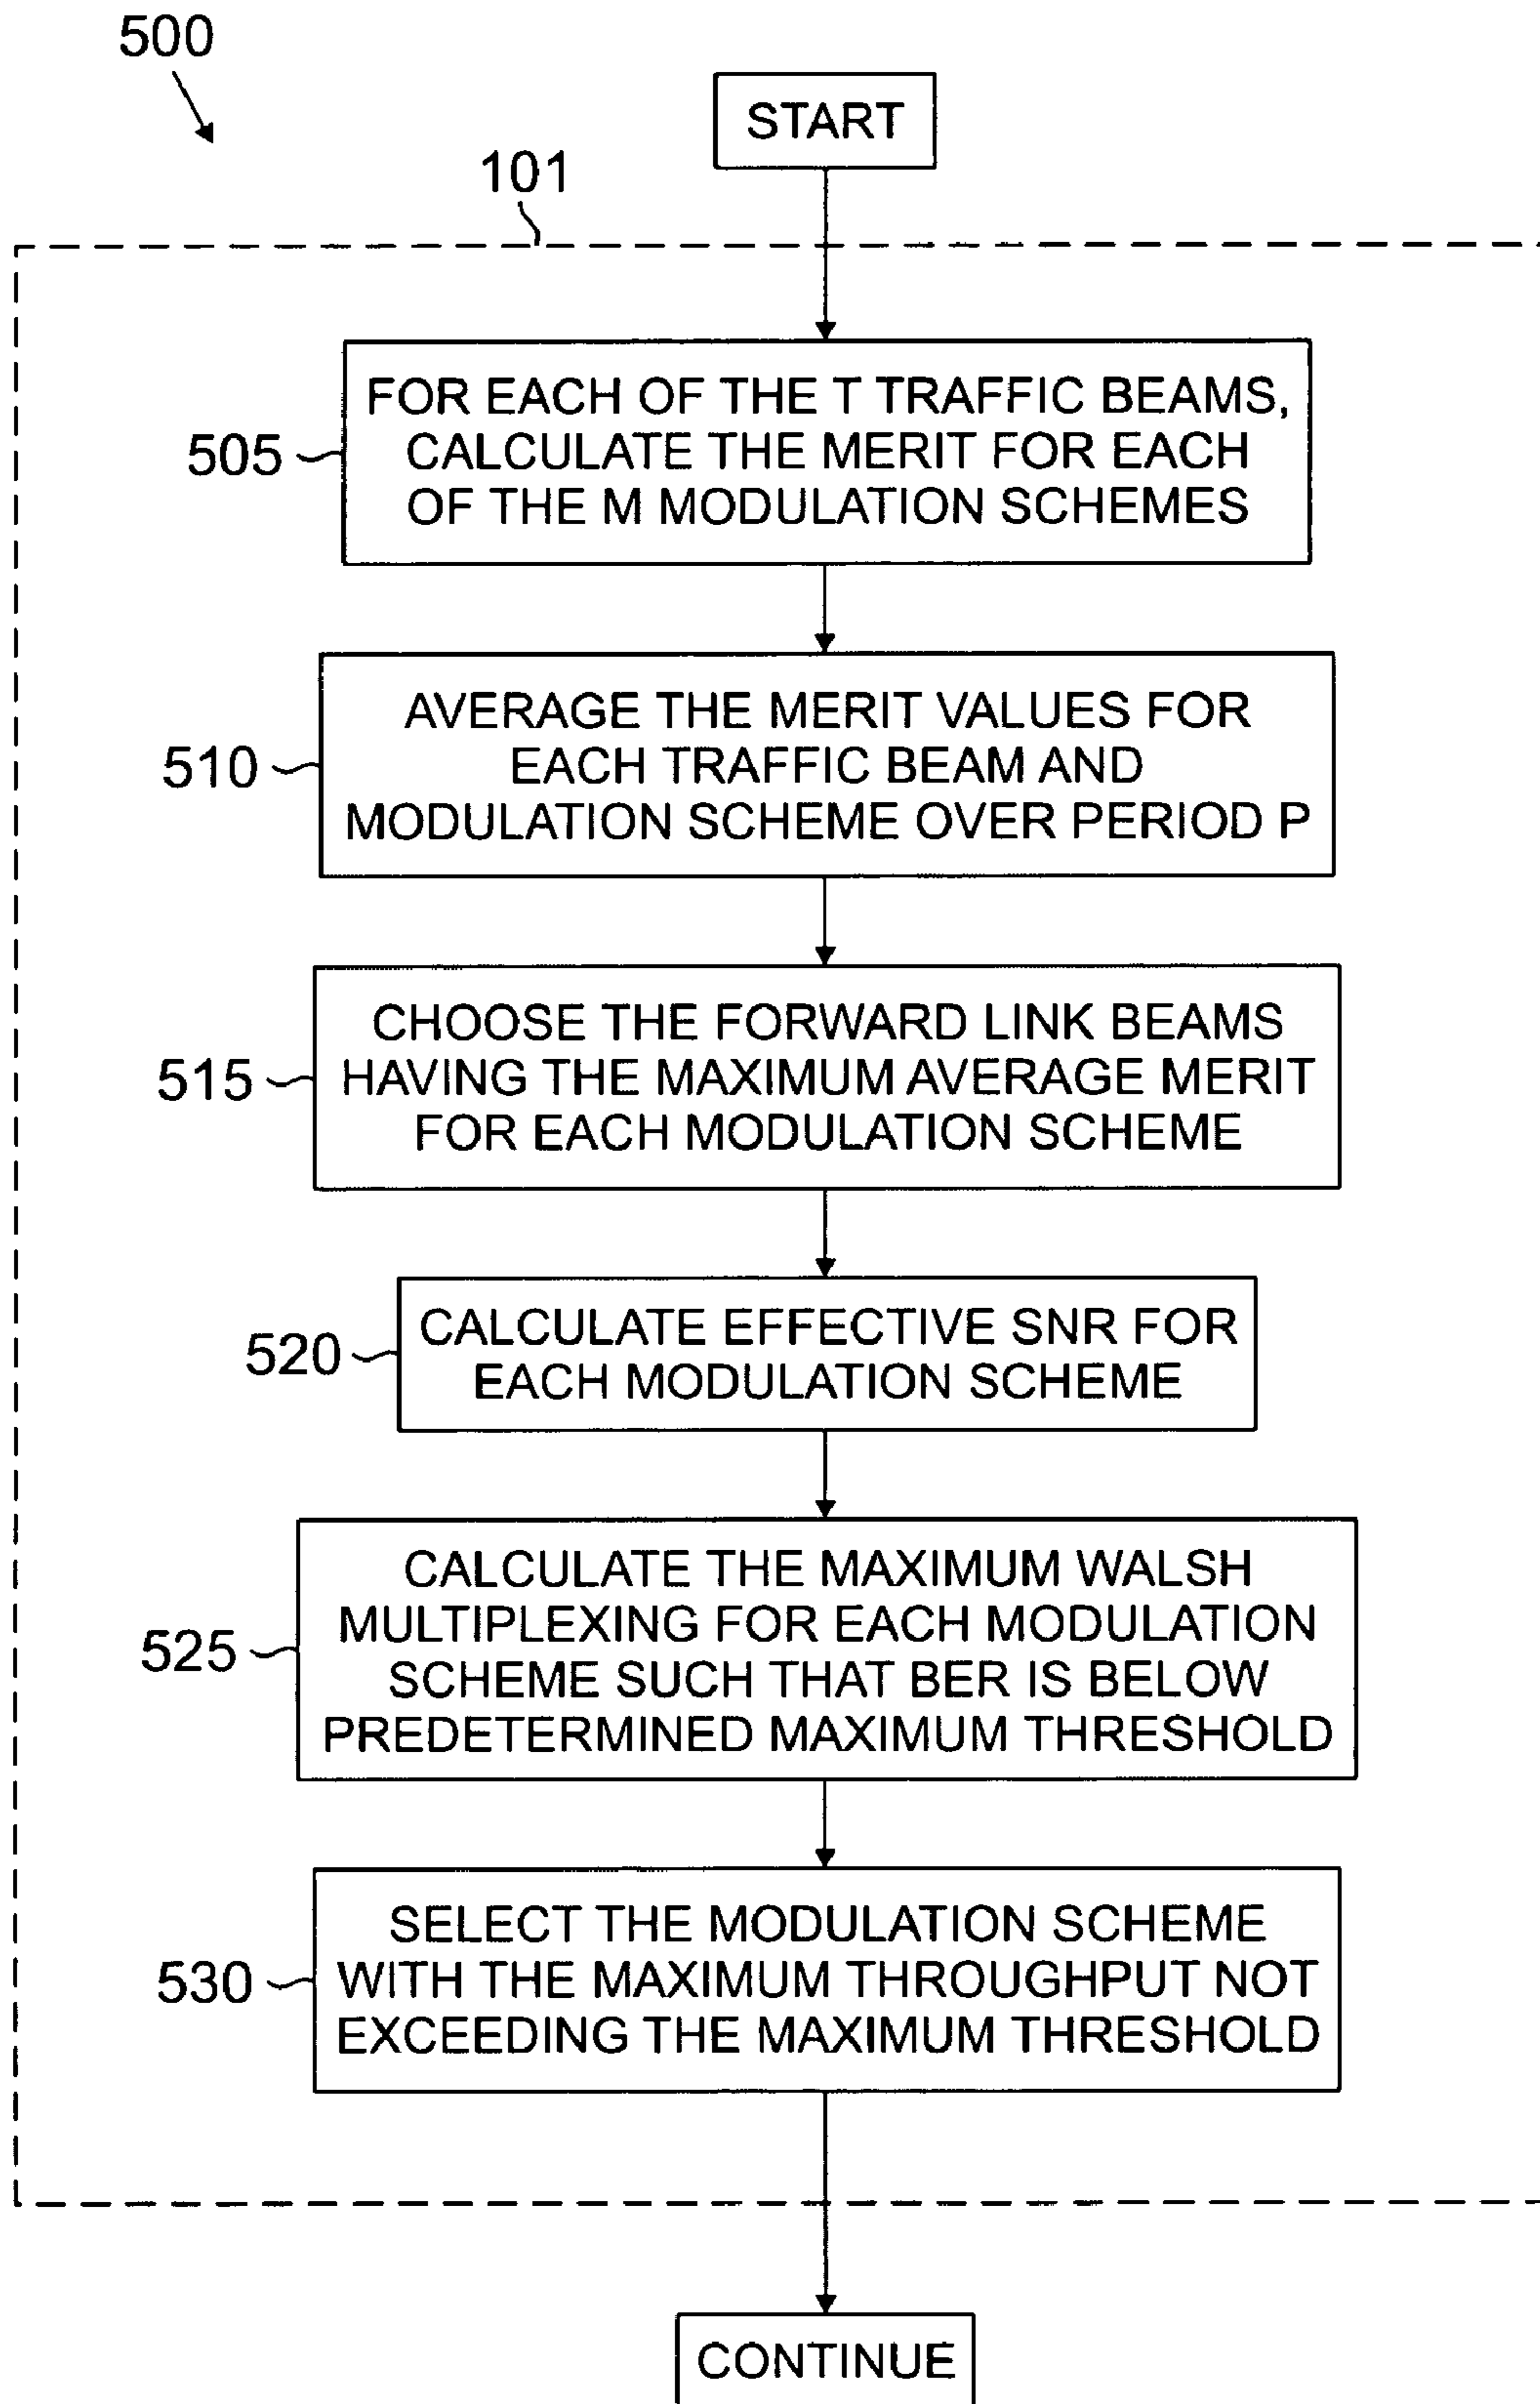 500
START
101
505
FOR EACH OF THE T TRAFFIC BEAMS,
CALCULATE THE MERIT FOR EACH
OF THE M MODULATION SCHEMES
510
AVERAGE THE MERIT VALUES FOR
EACH TRAFFIC BEAM AND
MODULATION SCHEME OVER PERIOD P
515
CHOOSE THE FORWARD LINK BEAMS
HAVING THE MAXIMUM AVERAGE MERIT
FOR EACH MODULATION SCHEME
520
CALCULATE EFFECTIVE SNR FOR
EACH MODULATION SCHEME
525
CALCULATE THE MAXIMUM WALSH
MULTIPLEXING FOR EACH MODULATION
SCHEME SUCH THAT BER IS BELOW
PREDETERMINED MAXIMUM THRESHOLD
530
SELECT THE MODULATION SCHEME
WITH THE MAXIMUM THROUGHPUT NOT
EXCEEDING THE MAXIMUM THRESHOLD
CONTINUE